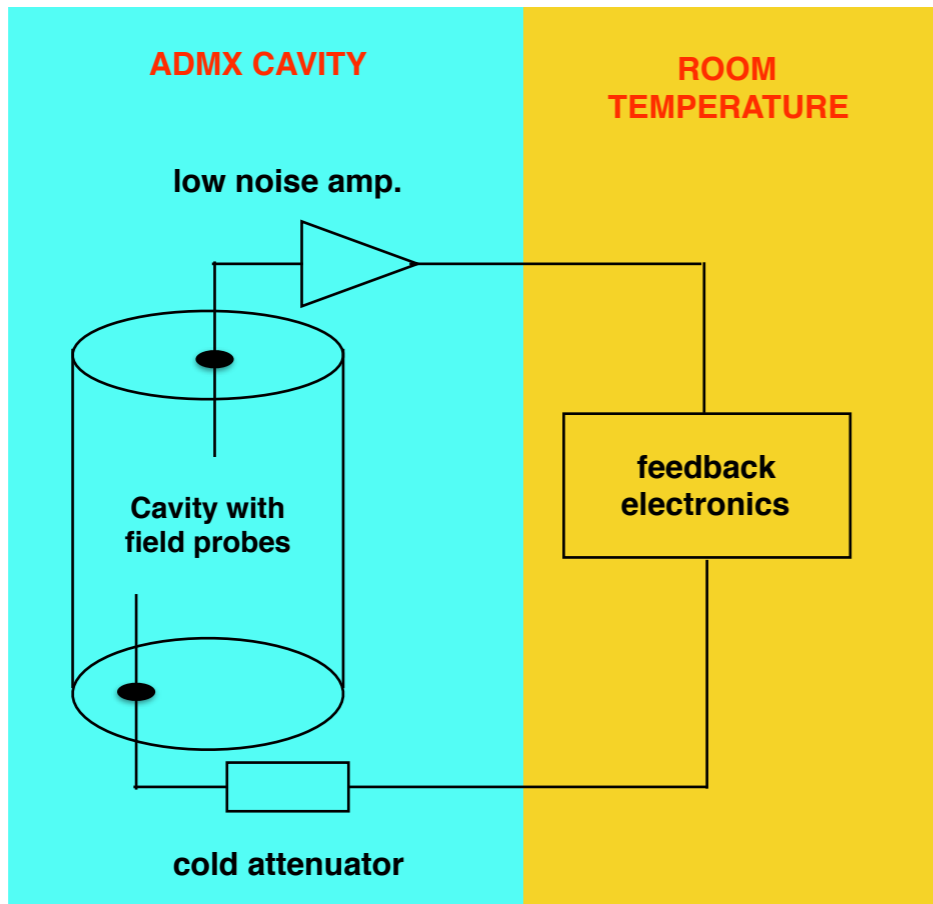 ADMX CAVITY
ROOM
TEMPERATURE
low noise amp.
feedback
electronics
Cavity with
field probes
cold attenuator